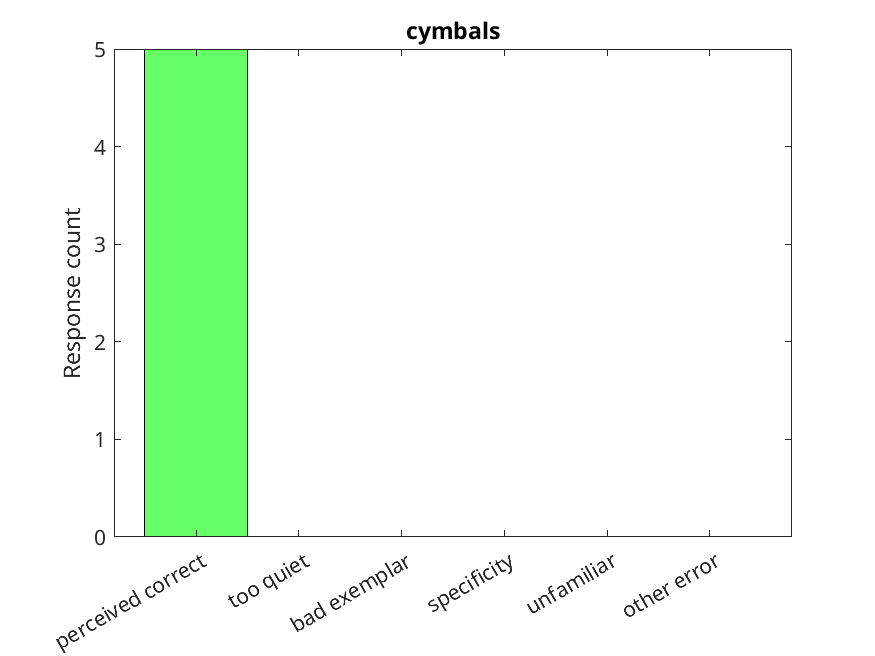 cymbals
Response count
5
4
3
2
1
0
perceived correct
too quiet
bad exemplar
specificity
unfamiliar
other error